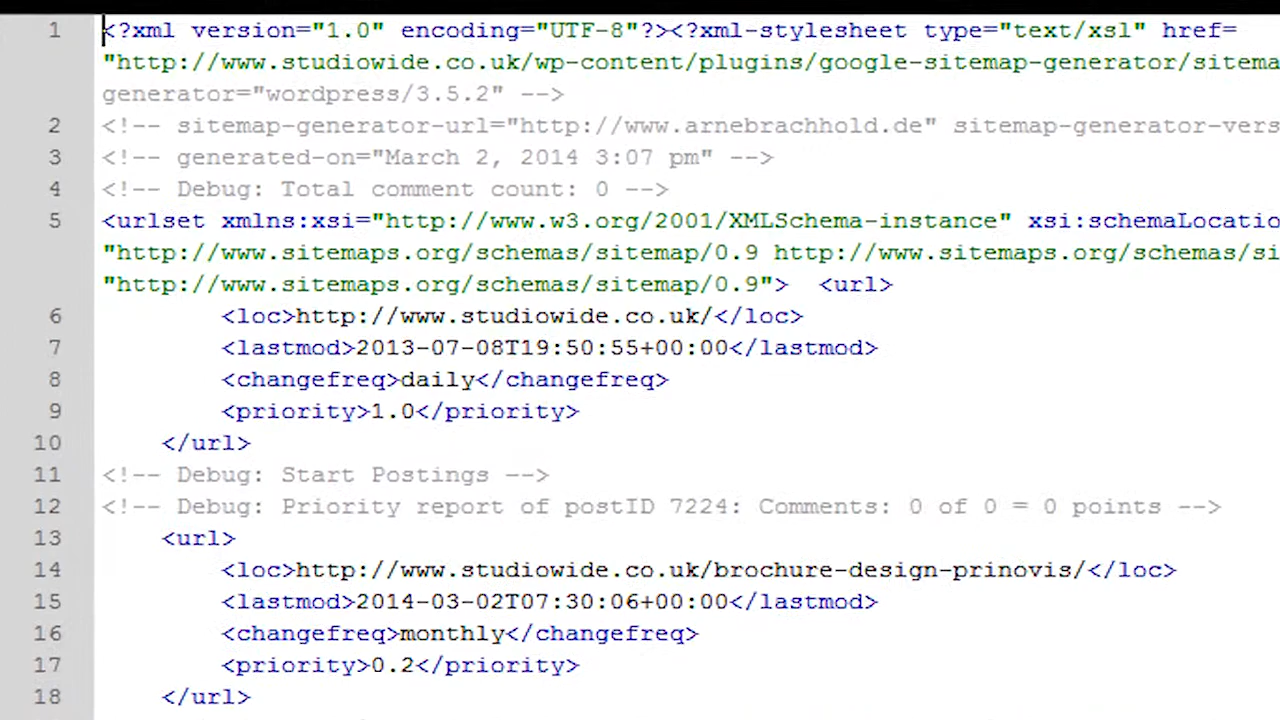 1 <?xml version="1.0" encoding="UTF-8"?><?xml-stylesheet type="text/xsl" href=
"http://www.studiowide.co.uk/wp-content/plugins/google-sitemap-generator/sitema
generator="wordpress/3.5.2" -->
2 <!-- sitemap-generator-url="http://www.arnebrachhold.de" sitemap-generator-vers
3 <!-- generated-on="March 2, 2014 3:07 pm" -->
4 <!-- Debug: Total comment count: 0 -->
5 <urlset xmlns:xsi="http://www.w3.org/2001/XMLSchema-instance" xsi:schemaLocatio
"http://www.sitemaps.org/schemas/sitemap/0.9 http://www.sitemaps.org/schemas/si
"http://www.sitemaps.org/schemas/sitemap/0.9">  <url>
6 <loc>http://www.studiowide.co.uk/</loc>
7 <lastmod>2013-07-08T19:50:55+00:00</lastmod>
8 <changefreq>daily</changefreq>
9 <priority>1.0</priority>
10 </url>
11 <!-- Debug: Start Postings -->
12 <!-- Debug: Priority report of postID 7224: Comments: 0 of 0 = 0 points -->
13 <url>
14 <loc>http://www.studiowide.co.uk/brochure-design-prinovis/</loc>
15 <lastmod>2014-03-02T07:30:06+00:00</lastmod>
16 <changefreq>monthly</changefreq>
17 <priority>0.2</priority>
18 </url>